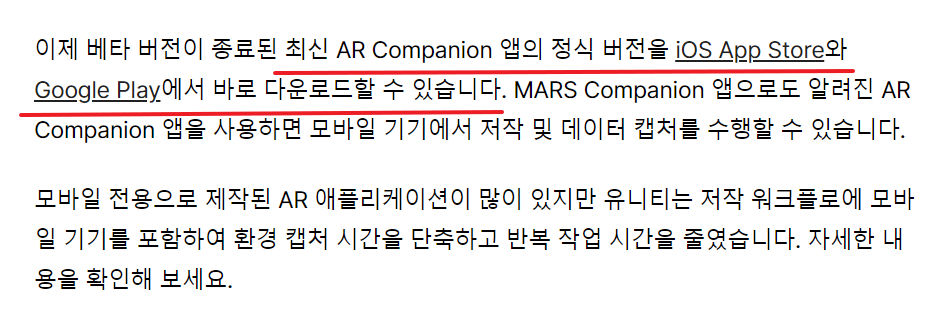 이제 베타 버전이 종료된 최신 AR Companion 앱의 정식 버전을 iOS App Store와
Google Play에서 바로 다운로드할 수 있습니다. MARS Companion 앱으로도 알려진 AR
Companion 앱을 사용하면 모바일 기기에서 저작 및 데이터 캡처를 수행할 수 있습니다.
모바일 전용으로 제작된 AR 애플리케이션이 많이 있지만 유니티는 저작 워크플로에 모바
일 기기를 포함하여 환경 캡처 시간을 단축하고 반복 작업 시간을 줄였습니다. 자세한 내
용을 확인해 보세요.